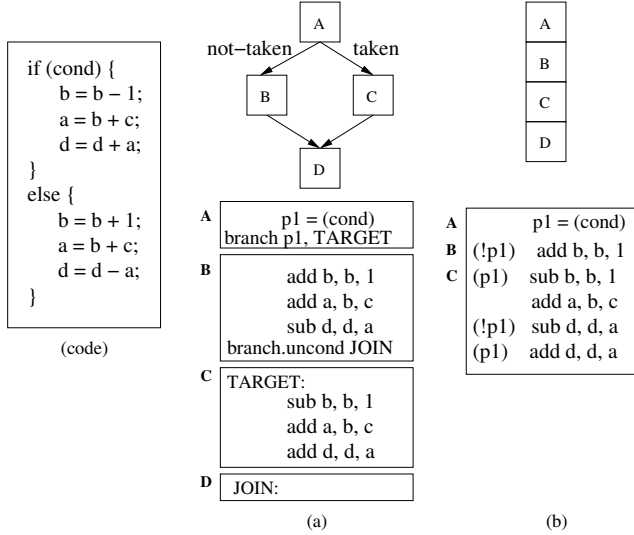 if (cond) {
b = b − 1;
a = b + c;
d = d + a;
}
else {
b = b + 1;
a = b + c;
d = d − a;
}
(code)
A
not−taken
taken
B
C
D
A
p1 = (cond)
branch p1, TARGET
B
add b, b, 1
add a, b, c
sub d, d, a
branch.uncond JOIN
C
TARGET:
sub b, b, 1
add a, b, c
add d, d, a
D
JOIN:
(a)
A
B
C
D
A p1 = (cond)
B (!p1) add b, b, 1
C (p1) sub b, b, 1
add a, b, c
(!p1) sub d, d, a
(p1) add d, d, a
(b)